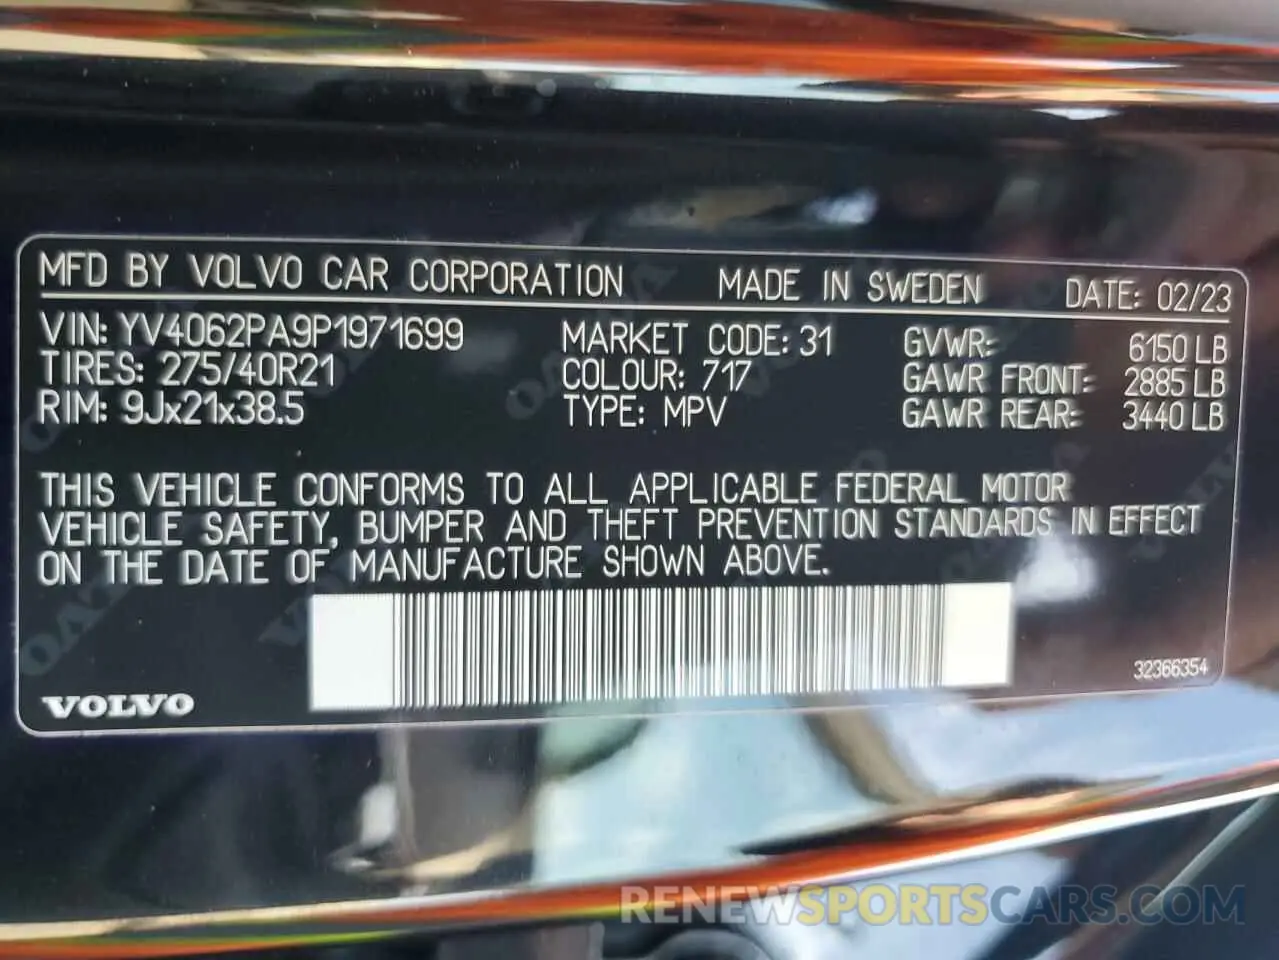 MFD BY VOLVO CAR CORPORATION MADE IN SWEDEN DATE: 02/23
VIN: YV4062PA9P1971699 MARKET CODE: 31 GVWR: 6150 LB
TIRES: 275/40R21 COLOUR: 717 GAWR FRONT: 2885 LB
RIM: 9Jx21x38.5 TYPE: MPV GAWR REAR: 3440 LB
THIS VEHICLE CONFORMS TO ALL APPLICABLE FEDERAL MOTOR
VEHICLE SAFETY, BUMPER AND THEFT PREVENTION STANDARDS IN EFFECT
ON THE DATE OF MANUFACTURE SHOWN ABOVE.
32366354
VOLVO
RENEWSPORTSCARS.COM